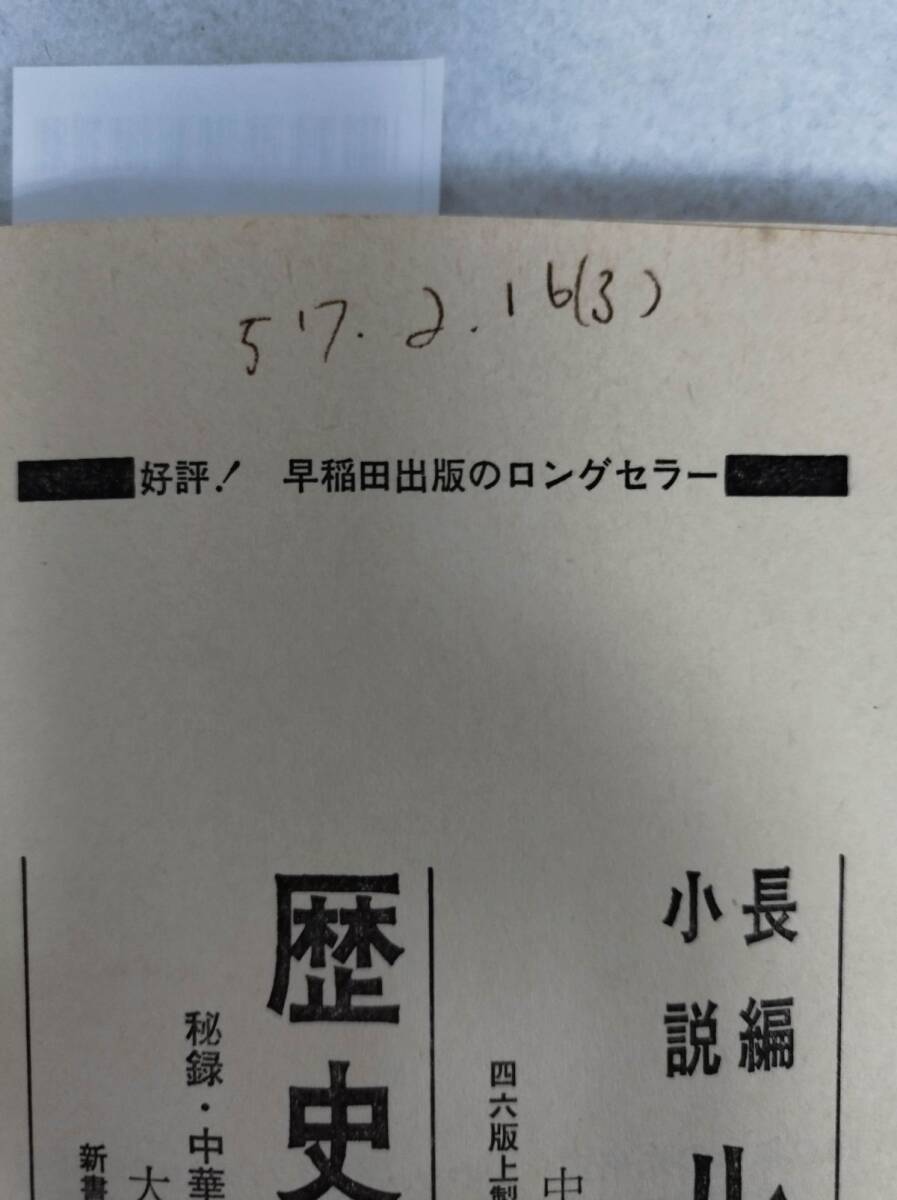 57.2.16(3)
好評! 早稲田出版のロングセラー
長編
小説
中
四六版上製
歴史
秘録・中華
大
新書